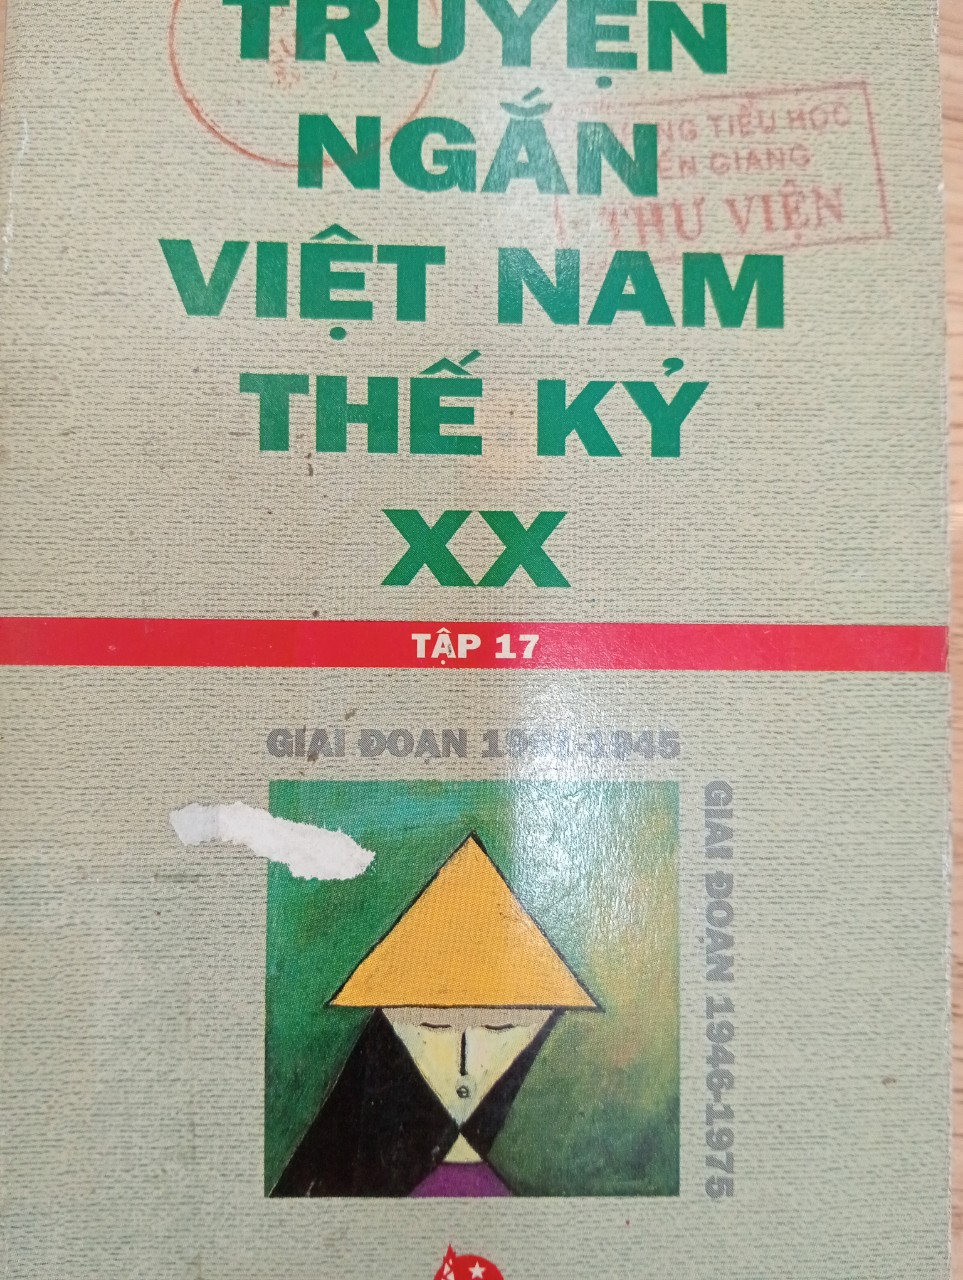 TRUYỆN
NGẮN
VIỆT NAM
THẾ KỶ
XX
TIỂU HỌC
GIANG
THƯ VIỆN
TẬP 17
GIAI ĐOẠN 1945
GIAI ĐOẠN 1946-1975